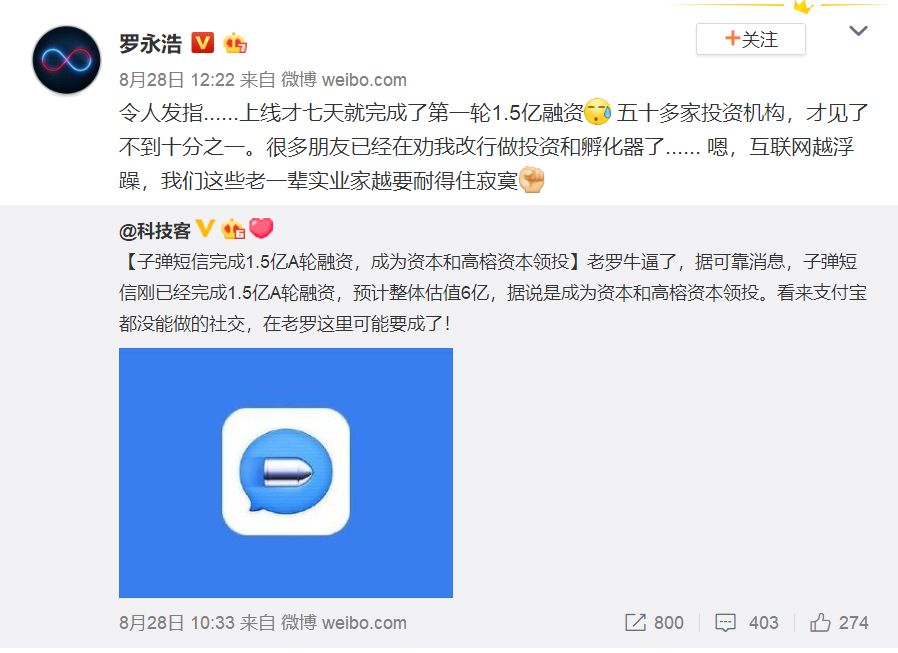 罗永浩
+关注
8月28日 12:22 来自 微博 weibo.com
令人发指......上线才七天就完成了第一轮1.5亿融资 五十多家投资机构，才见了
不到十分之一。很多朋友已经在劝我改行做投资和孵化器了...... 嗯，互联网越浮
躁，我们这些老一辈实业家越要耐得住寂寞
@科技客
【子弹短信完成1.5亿A轮融资，成为资本和高榕资本领投】老罗牛逼了，据可靠消息，子弹短
信刚已经完成1.5亿A轮融资，预计整体估值6亿，据说是成为资本和高榕资本领投。看来支付宝
都没能做的社交，在老罗这里可能要成了！
8月28日 10:33 来自 微博 weibo.com
800
403
274